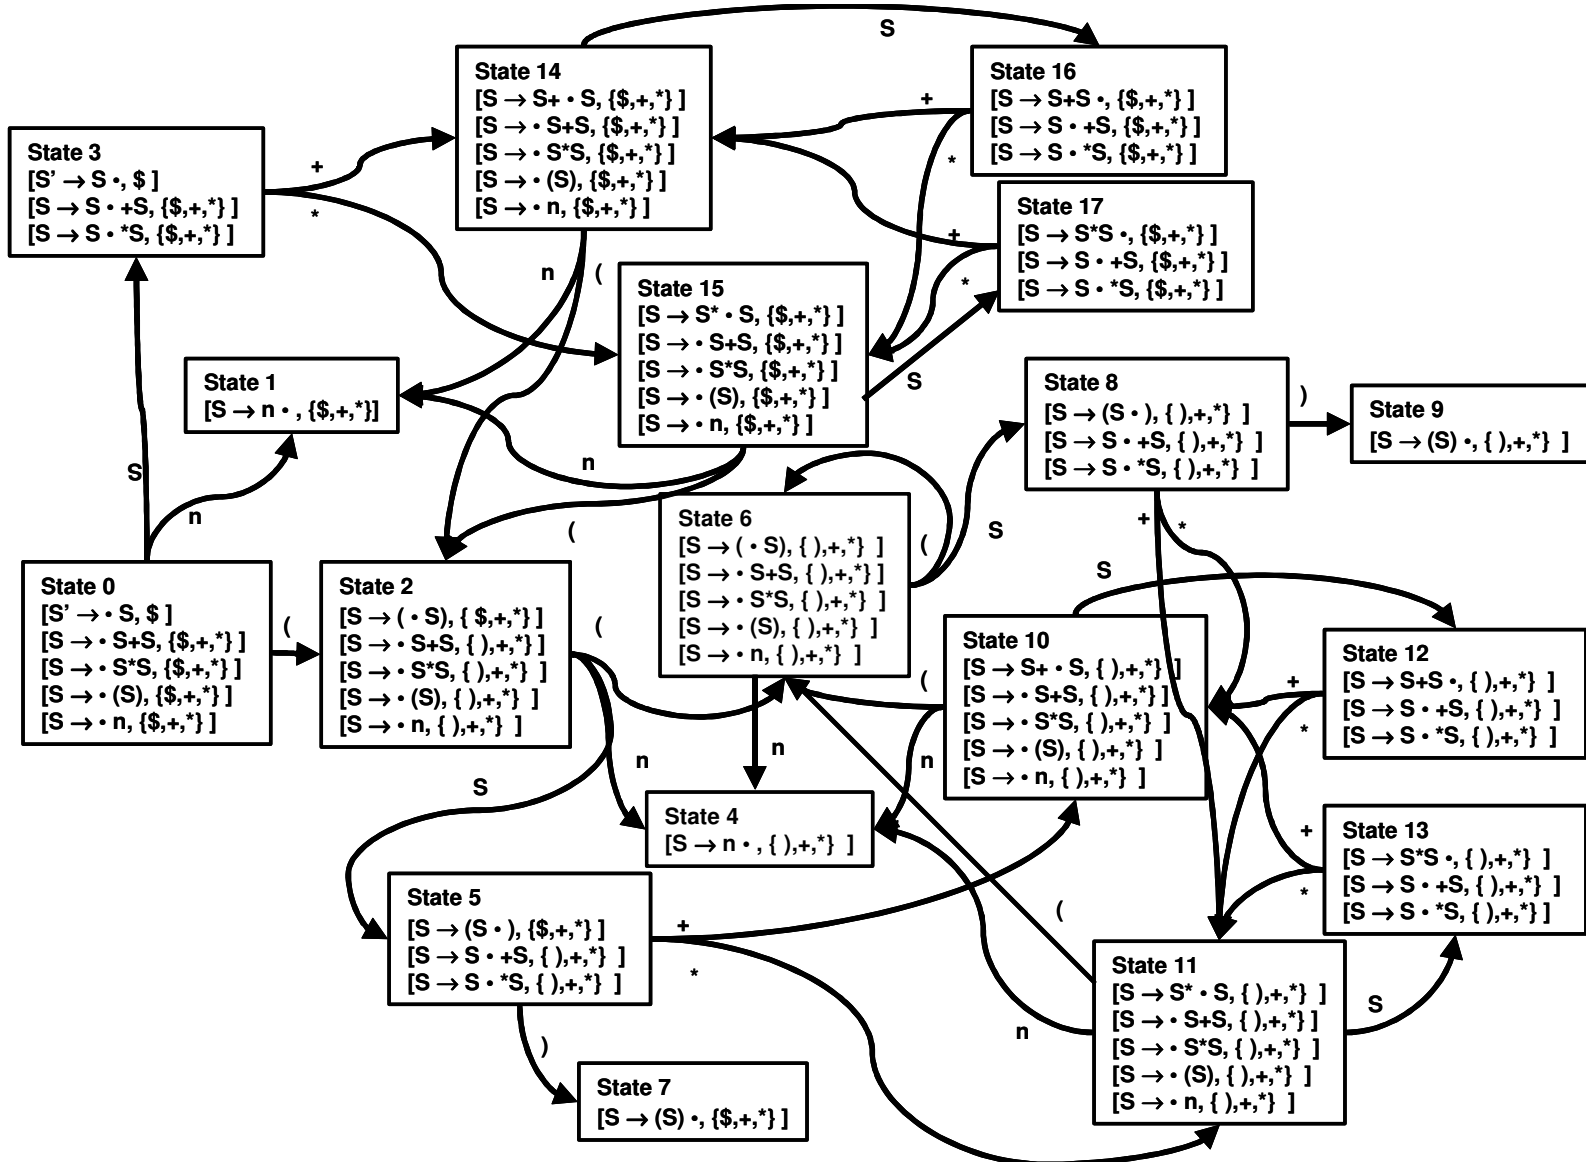 State 14
[S → S+ • S, {$,+,*} ]
[S → • S+S, {$,+,*} ]
[S → • S*S, {$,+,*} ]
[S → • (S), {$,+,*} ]
[S → • n, {$,+,*} ]
S
State 16
[S → S+S •, {$,+,*} ]
[S → S • +S, {$,+,*} ]
[S → S • *S, {$,+,*} ]
State 3
[S' → S •, $ ]
[S → S • +S, {$,+,*} ]
[S → S • *S, {$,+,*} ]
+
*
+
*
State 17
[S → S*S •, {$,+,*} ]
[S → S • +S, {$,+,*} ]
[S → S • *S, {$,+,*} ]
+
*
n
(
State 15
[S → S* • S, {$,+,*} ]
[S → • S+S, {$,+,*} ]
[S → • S*S, {$,+,*} ]
[S → • (S), {$,+,*} ]
[S → • n, {$,+,*} ]
S
State 1
[S → n • , {$,+,*}]
State 8
[S → (S • ), { ),+,*} ]
[S → S • +S, { ),+,*} ]
[S → S • *S, { ),+,*} ]
)
State 9
[S → (S) •, { ),+,*} ]
S
n
n
(
State 6
[S → ( • S), { ),+,*} ]
[S → • S+S, { ),+,*} ]
[S → • S*S, { ),+,*} ]
[S → • (S), { ),+,*} ]
[S → • n, { ),+,*} ]
(
S
+
*
State 0
[S' → • S, $ ]
[S → • S+S, {$,+,*} ]
[S → • S*S, {$,+,*} ]
[S → • (S), {$,+,*} ]
[S → • n, {$,+,*} ]
(
State 2
[S → ( • S), { $,+,*} ]
[S → • S+S, { ),+,*} ]
[S → • S*S, { ),+,*} ]
[S → • (S), { ),+,*} ]
[S → • n, { ),+,*} ]
(
n
S
n
State 10
[S → S+ • S, { ),+,*} ]
[S → • S+S, { ),+,*} ]
[S → • S*S, { ),+,*} ]
[S → • (S), { ),+,*} ]
[S → • n, { ),+,*} ]
(
n
S
State 12
[S → S+S •, { ),+,*} ]
[S → S • +S, { ),+,*} ]
[S → S • *S, { ),+,*} ]
+
*
State 4
[S → n • , { ),+,*} ]
State 13
[S → S*S •, { ),+,*} ]
[S → S • +S, { ),+,*} ]
[S → S • *S, { ),+,*} ]
+
*
State 5
[S → (S • ), {$,+,*} ]
[S → S • +S, { ),+,*} ]
[S → S • *S, { ),+,*} ]
+
*
)
State 11
[S → S* • S, { ),+,*} ]
[S → • S+S, { ),+,*} ]
[S → • S*S, { ),+,*} ]
[S → • (S), { ),+,*} ]
[S → • n, { ),+,*} ]
(
n
S
State 7
[S → (S) •, {$,+,*} ]